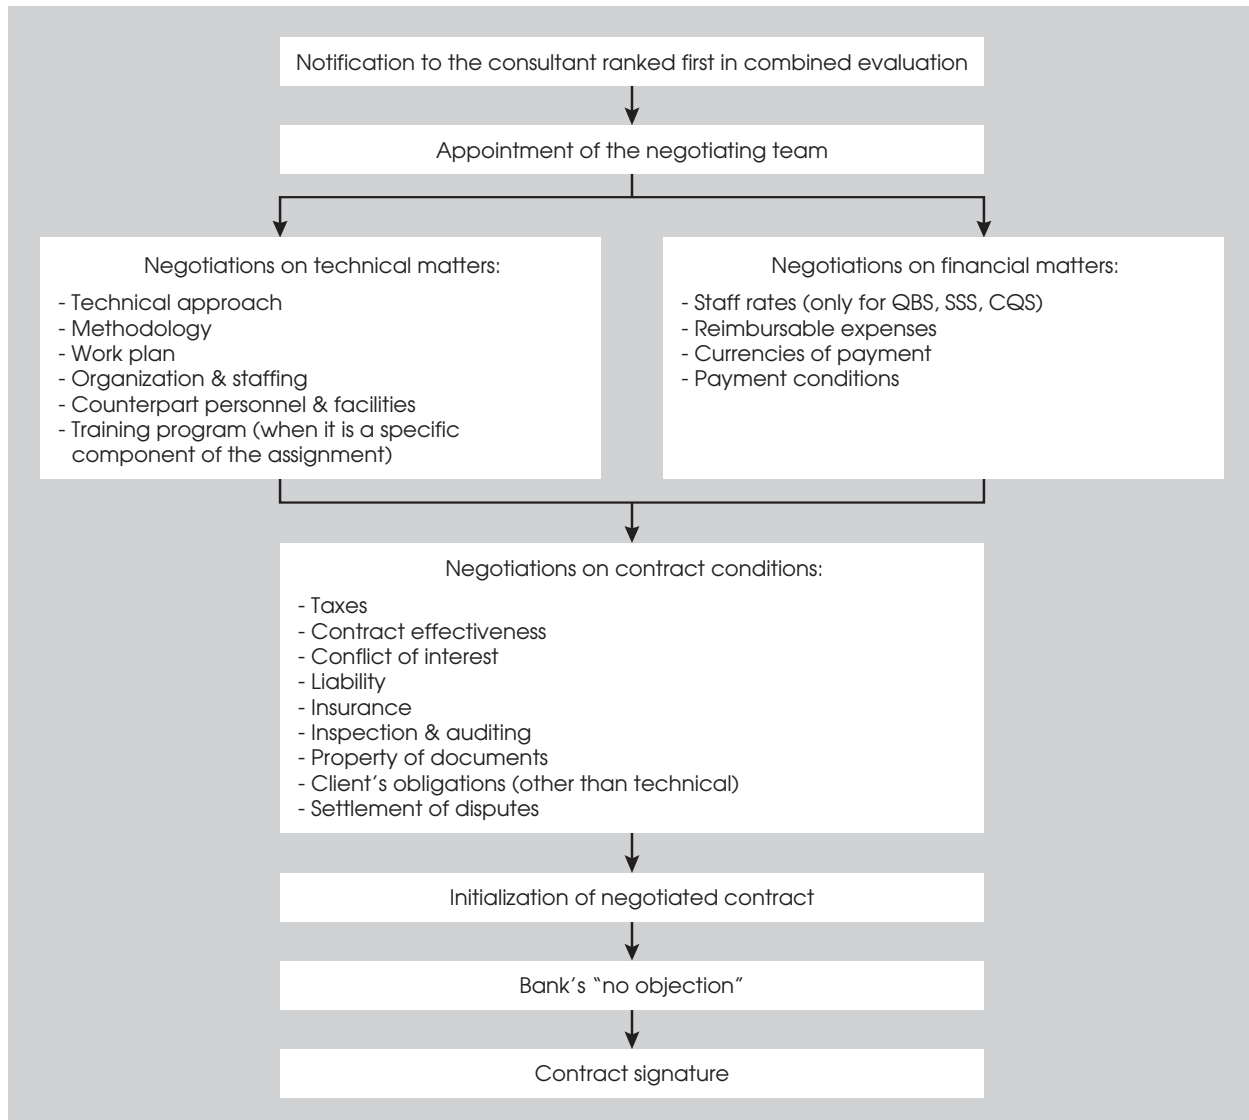 Notification to the consultant ranked first in combined evaluation
Appointment of the negotiating team
Negotiations on technical matters:
- Technical approach
- Methodology
- Work plan
- Organization & staffing
- Counterpart personnel & facilities
- Training program (when it is a specific
component of the assignment)
Negotiations on financial matters:
- Staff rates (only for QBS, SSS, CQS)
- Reimbursable expenses
- Currencies of payment
- Payment conditions
Negotiations on contract conditions:
- Taxes
- Contract effectiveness
- Conflict of interest
- Liability
- Insurance
- Inspection & auditing
- Property of documents
- Client’s obligations (other than technical)
- Settlement of disputes
Initialization of negotiated contract
Bank’s “no objection”
Contract signature